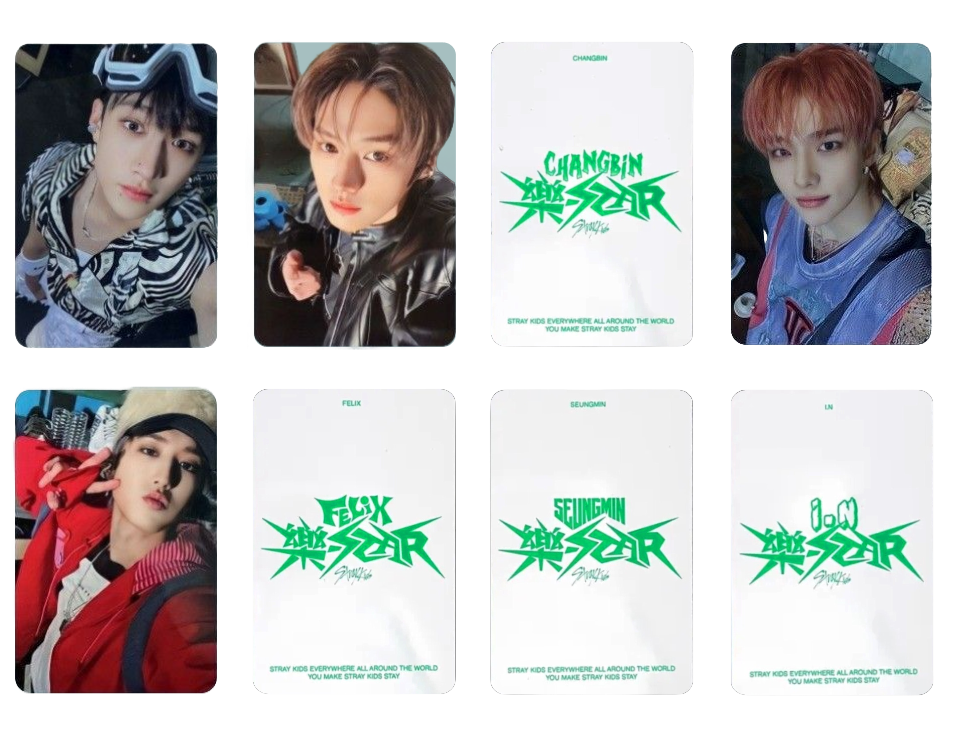 CHANGBIN
CHANGBIN
樂-STAR
Stray Kids
STRAY KIDS EVERYWHERE ALL AROUND THE WORLD
YOU MAKE STRAY KIDS STAY
FELIX
FELIX
樂-STAR
Stray Kids
STRAY KIDS EVERYWHERE ALL AROUND THE WORLD
YOU MAKE STRAY KIDS STAY
SEUNGMIN
SEUNGMIN
樂-STAR
Stray Kids
STRAY KIDS EVERYWHERE ALL AROUND THE WORLD
YOU MAKE STRAY KIDS STAY
I.N
I.N
樂-STAR
Stray Kids
STRAY KIDS EVERYWHERE ALL AROUND THE WORLD
YOU MAKE STRAY KIDS STAY